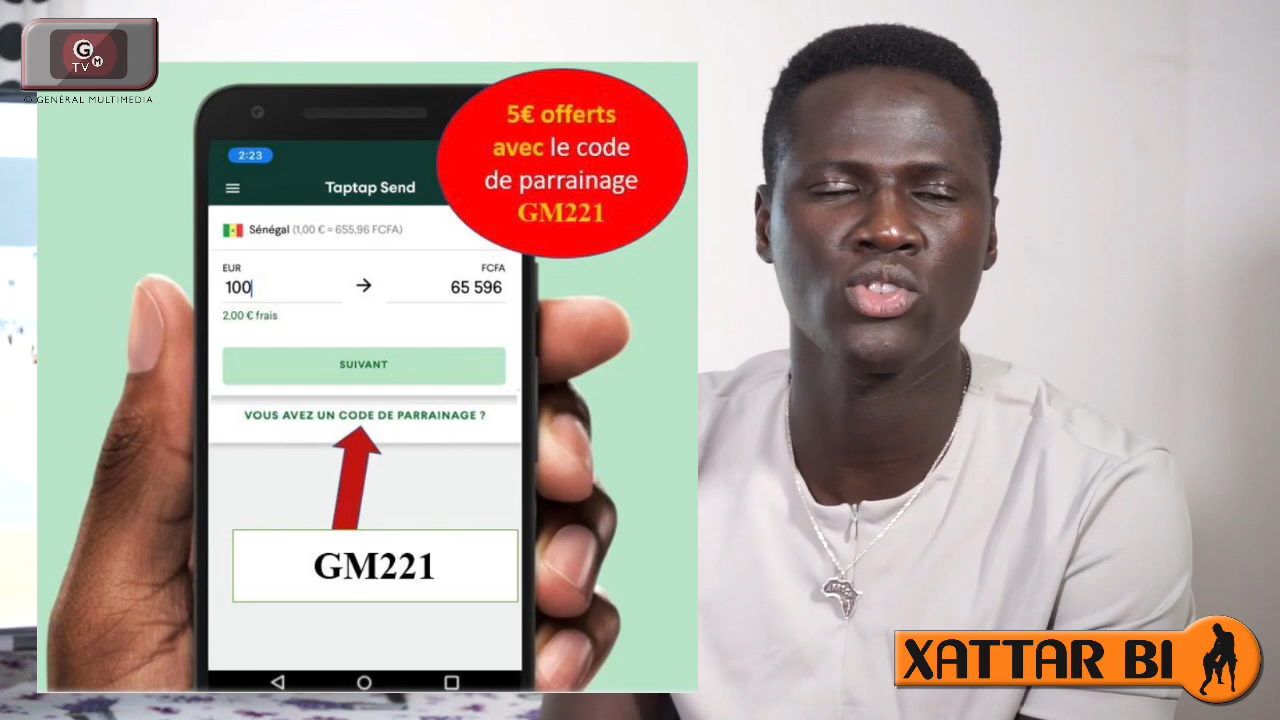 G
TV M
© GENERAL MULTIMEDIA
5€ offerts
avec le code
de parrainage
GM221
2:23
Taptap Send
Sénégal (1,00 € = 655,96 FCFA)
EUR
FCFA
100
65 596
2,00 € frais
SUIVANT
VOUS AVEZ UN CODE DE PARRAINAGE ?
GM221
XATTAR BI